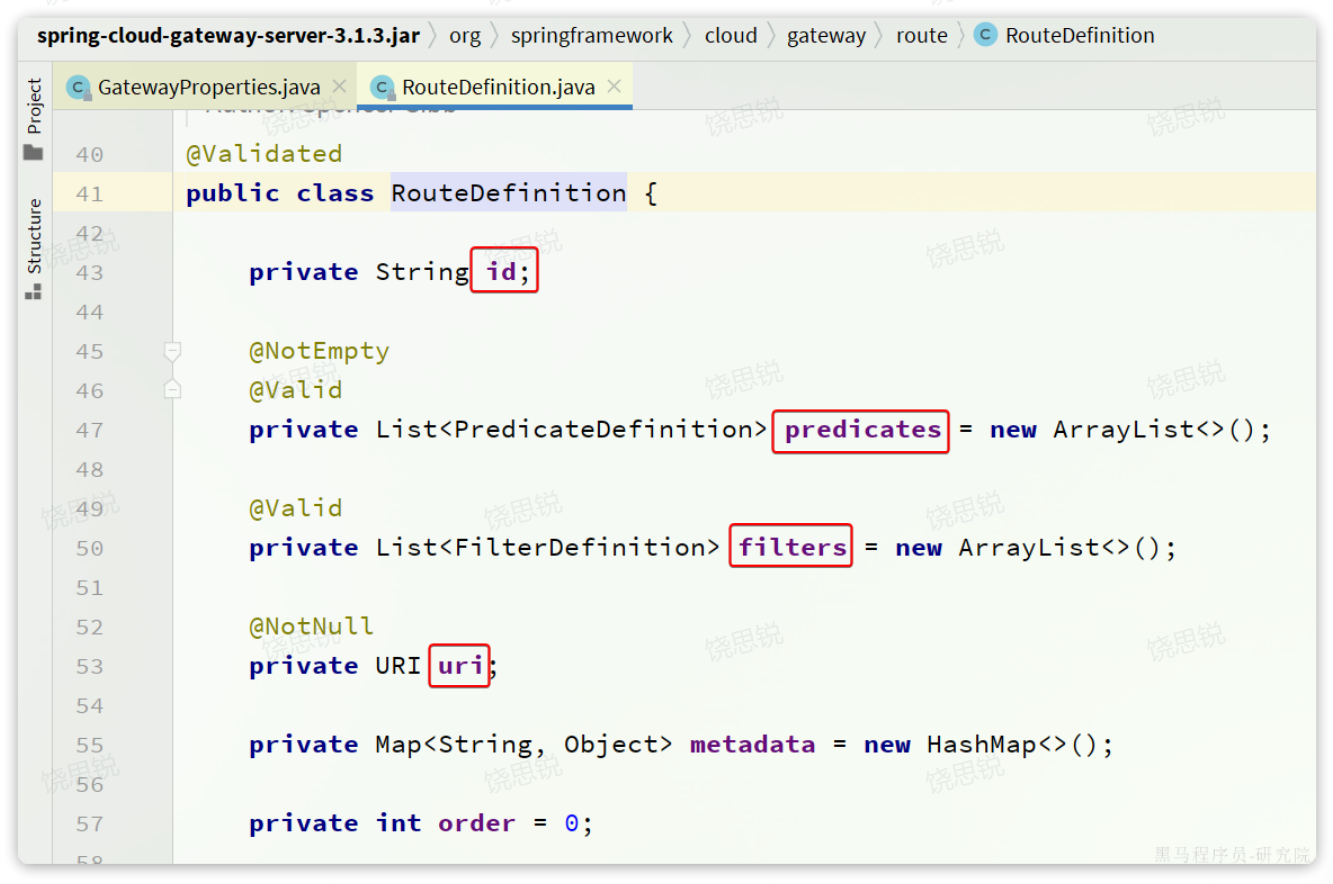 spring-cloud-gateway-server-3.1.3.jar 〉 org 〉 springframework 〉 cloud 〉 gateway 〉 route 〉 C RouteDefinition
Project
Structure
C GatewayProperties.java × C RouteDefinition.java ×
40 @Validated
41 public class RouteDefinition {
42
43 private String id;
44
45 @NotEmpty
46 @Valid
47 private List<PredicateDefinition> predicates = new ArrayList<>();
48
49 @Valid
50 private List<FilterDefinition> filters = new ArrayList<>();
51
52 @NotNull
53 private URI uri;
54
55 private Map<String, Object> metadata = new HashMap<>();
56
57 private int order = 0;
58
饶思锐
黑马程序员-研究院